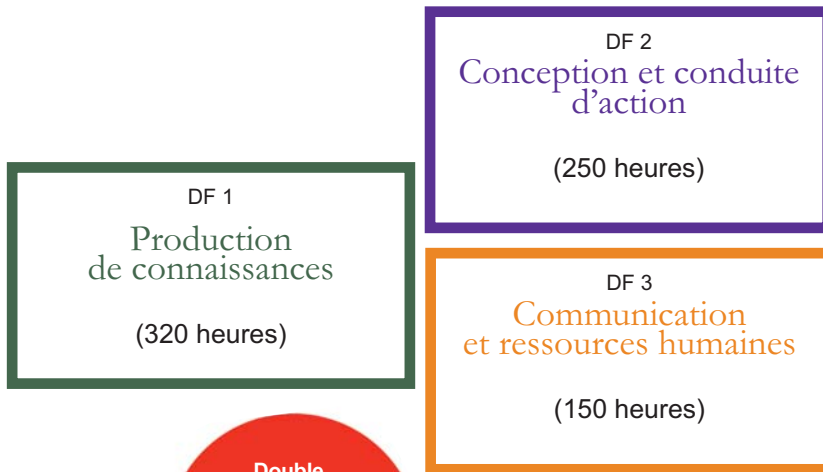 DF 2
Conception et conduite
d’action
(250 heures)
DF 1
Production
de connaissances
(320 heures)
DF 3
Communication
et ressources humaines
(150 heures)
Double